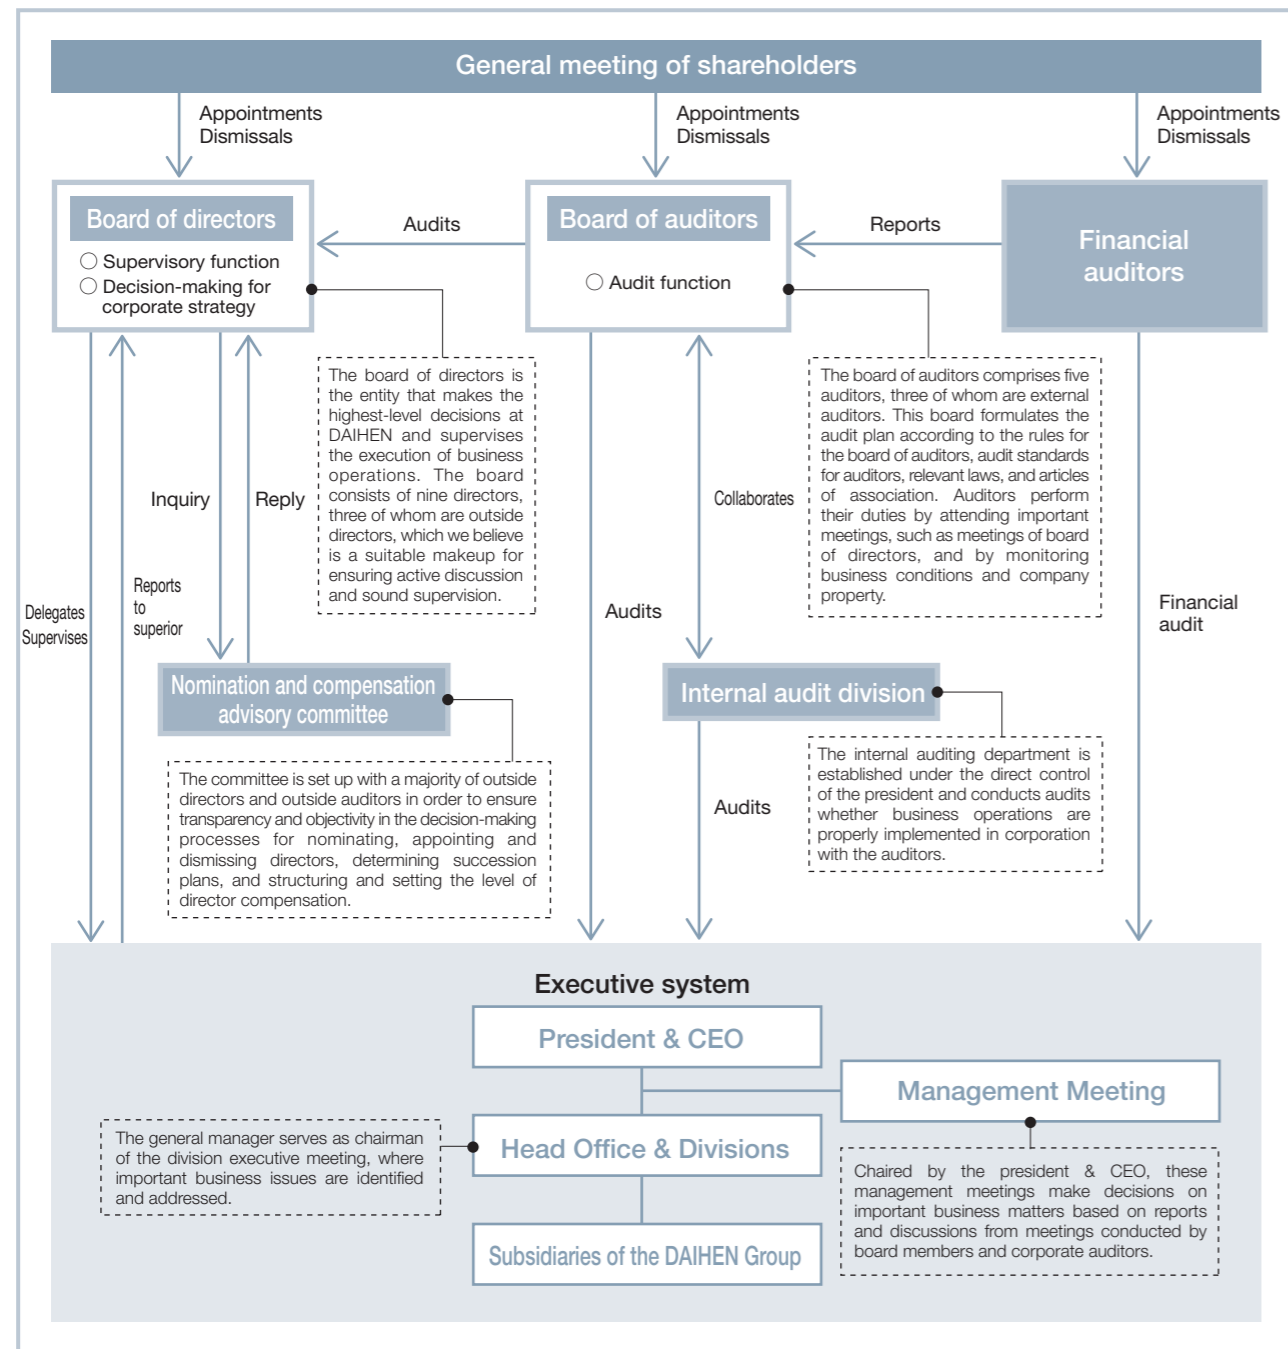 General meeting of shareholders
Appointments
Dismissals
Appointments
Dismissals
Appointments
Dismissals
Board of directors
○ Supervisory function
○ Decision-making for
corporate strategy
Audits
Board of auditors
○ Audit function
Reports
Financial
auditors
The board of directors is
the entity that makes the
highest-level decisions at
DAIHEN and supervises
the execution of business
operations. The board
consists of nine directors,
three of whom are outside
directors, which we believe
is a suitable makeup for
ensuring active discussion
and sound supervision.
The board of auditors comprises five
auditors, three of whom are external
auditors. This board formulates the
audit plan according to the rules for
the board of auditors, audit standards
for auditors, relevant laws, and articles
of association. Auditors perform
their duties by attending important
meetings, such as meetings of board
of directors, and by monitoring
business conditions and company
property.
Inquiry
Reply
Collaborates
Delegates
Supervises
Reports
to
superior
Audits
Financial
audit
Nomination and compensation
advisory committee
Internal audit division
The committee is set up with a majority of outside
directors and outside auditors in order to ensure
transparency and objectivity in the decision-making
processes for nominating, appointing and
dismissing directors, determining succession
plans, and structuring and setting the level of
director compensation.
Audits
The internal auditing department is
established under the direct control
of the president and conducts audits
whether business operations are
properly implemented in corporation
with the auditors.
Executive system
President & CEO
Management Meeting
The general manager serves as chairman
of the division executive meeting, where
important business issues are identified
and addressed.
Head Office & Divisions
Chaired by the president & CEO, these
management meetings make decisions on
important business matters based on reports
and discussions from meetings conducted by
board members and corporate auditors.
Subsidiaries of the DAIHEN Group